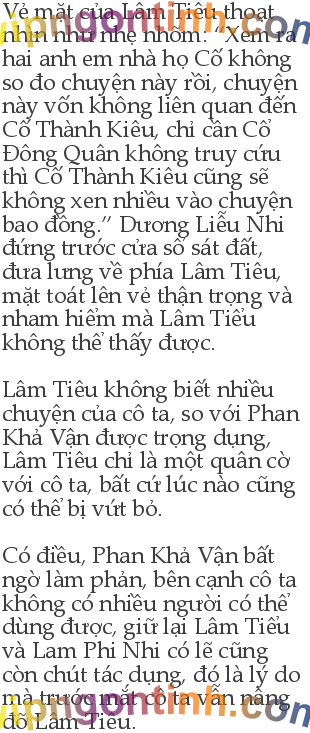 Vẻ mặt của Lâm Tiêu thoạt
nhìn như nhẹ nhõm. "Xem ra
hai anh em nhà họ Cố không
so đo chuyện này rồi, chuyện
này vốn không liên quan đến
Cố Thành Kiêu, chỉ cần Cổ
Đông Quân không truy cứu
thì Cố Thành Kiêu cũng sẽ
không xen nhiều vào chuyện
bao đồng." Dương Liễu Nhi
đứng trước cửa sổ sát đất,
đưa lưng về phía Lâm Tiêu,
mặt toát lên vẻ thận trọng và
nham hiểm mà Lâm Tiểu
không thể thấy được.
Lâm Tiêu không biết nhiều
chuyện của cô ta, so với Phan
Khả Vận được trọng dụng,
Lâm Tiêu chỉ là một quân cờ
với cô ta, bất cứ lúc nào cũng
có thể bị vứt bỏ.
Có điều, Phan Khả Vận bất
ngờ làm phản, bên cạnh cô ta
không có nhiều người có thể
dùng được, giữ lại Lâm Tiểu
và Lam Phi Nhi có lẽ cũng
còn chút tác dụng, đó là lý do
mà trước mắt cô ta vẫn nâng
đỡ Lâm Tiêu.
vipngontinh.com
vipngontinh.com